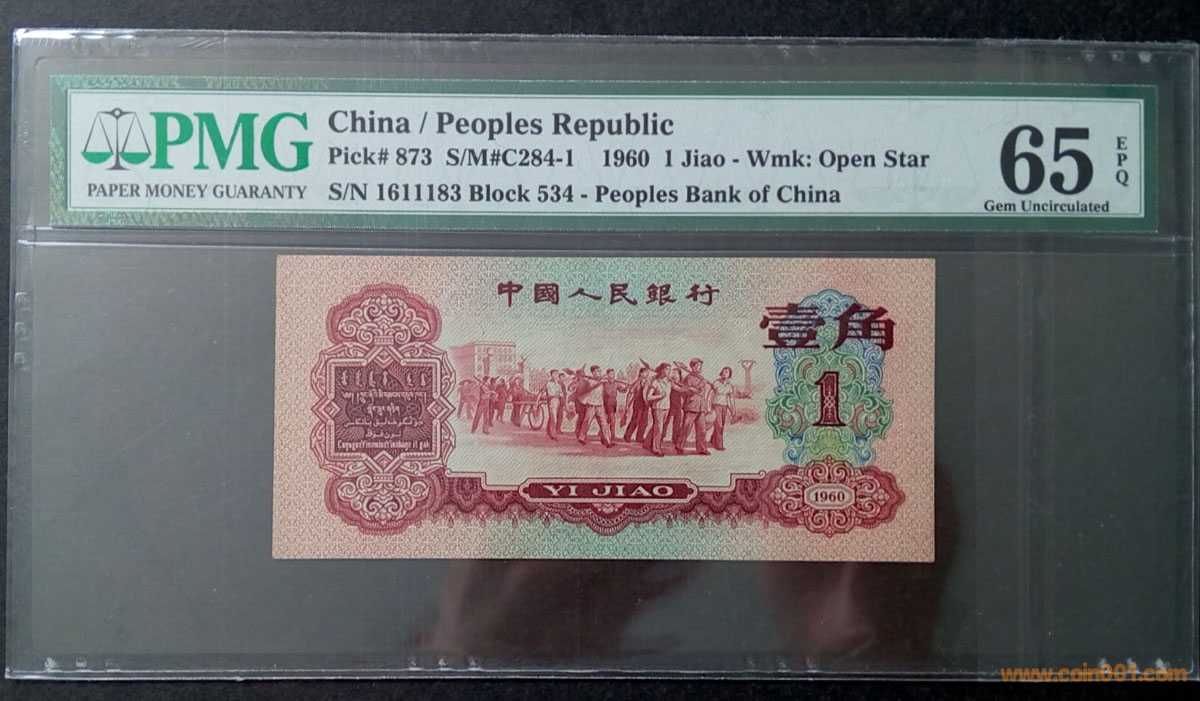 PMG
PAPER MONEY GUARANTY
China / Peoples Republic
Pick# 873 S/M#C284-1 1960 1 Jiao - Wmk: Open Star
S/N 1611183 Block 534 - Peoples Bank of China
65
EPQ
Gem Uncirculated
中國人民銀行
壹角
1
YI JIAO
1960
www.coin001.com